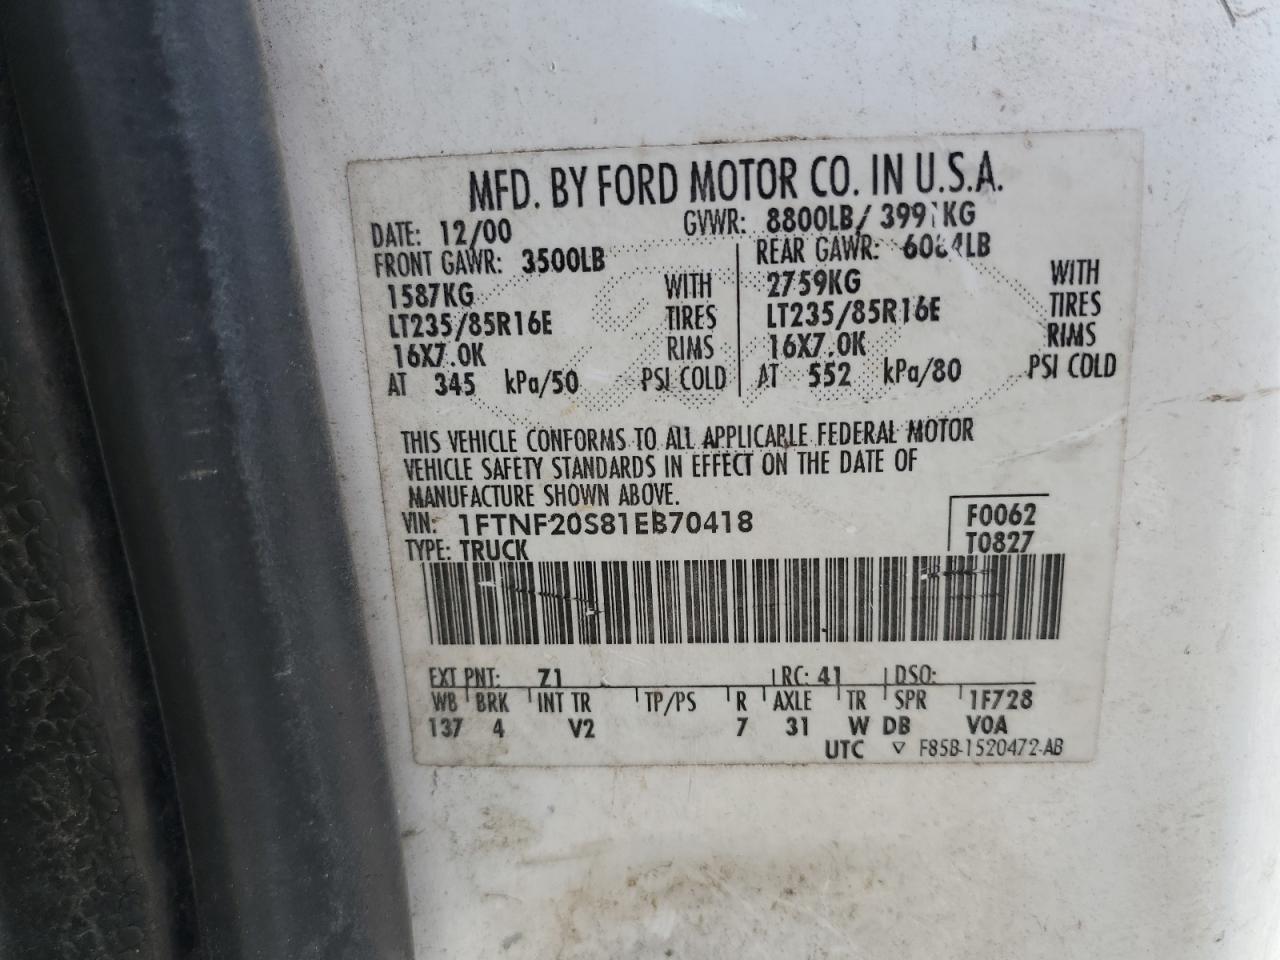 MFD. BY FORD MOTOR CO. IN U.S.A.
DATE: 12/00 GVWR: 8800LB/ 3991KG
FRONT GAWR: 3500LB REAR GAWR: 6084LB
1587KG WITH 2759KG WITH
LT235/85R16E TIRES LT235/85R16E TIRES
16X7.0K RIMS 16X7.0K RIMS
AT 345 kPa/50 PSI COLD AT 552 kPa/80 PSI COLD
THIS VEHICLE CONFORMS TO ALL APPLICABLE FEDERAL MOTOR
VEHICLE SAFETY STANDARDS IN EFFECT ON THE DATE OF
MANUFACTURE SHOWN ABOVE.
VIN: 1FTNF20S81EB70418 F0062
TYPE: TRUCK T0827
EXT PNT: Z1 RC: 41 DSO:
WB BRK INT TR TP/PS R AXLE TR SPR 1F728
137 4 V2 7 31 W DB VOA
UTC ▽ F85B-1520472-AB